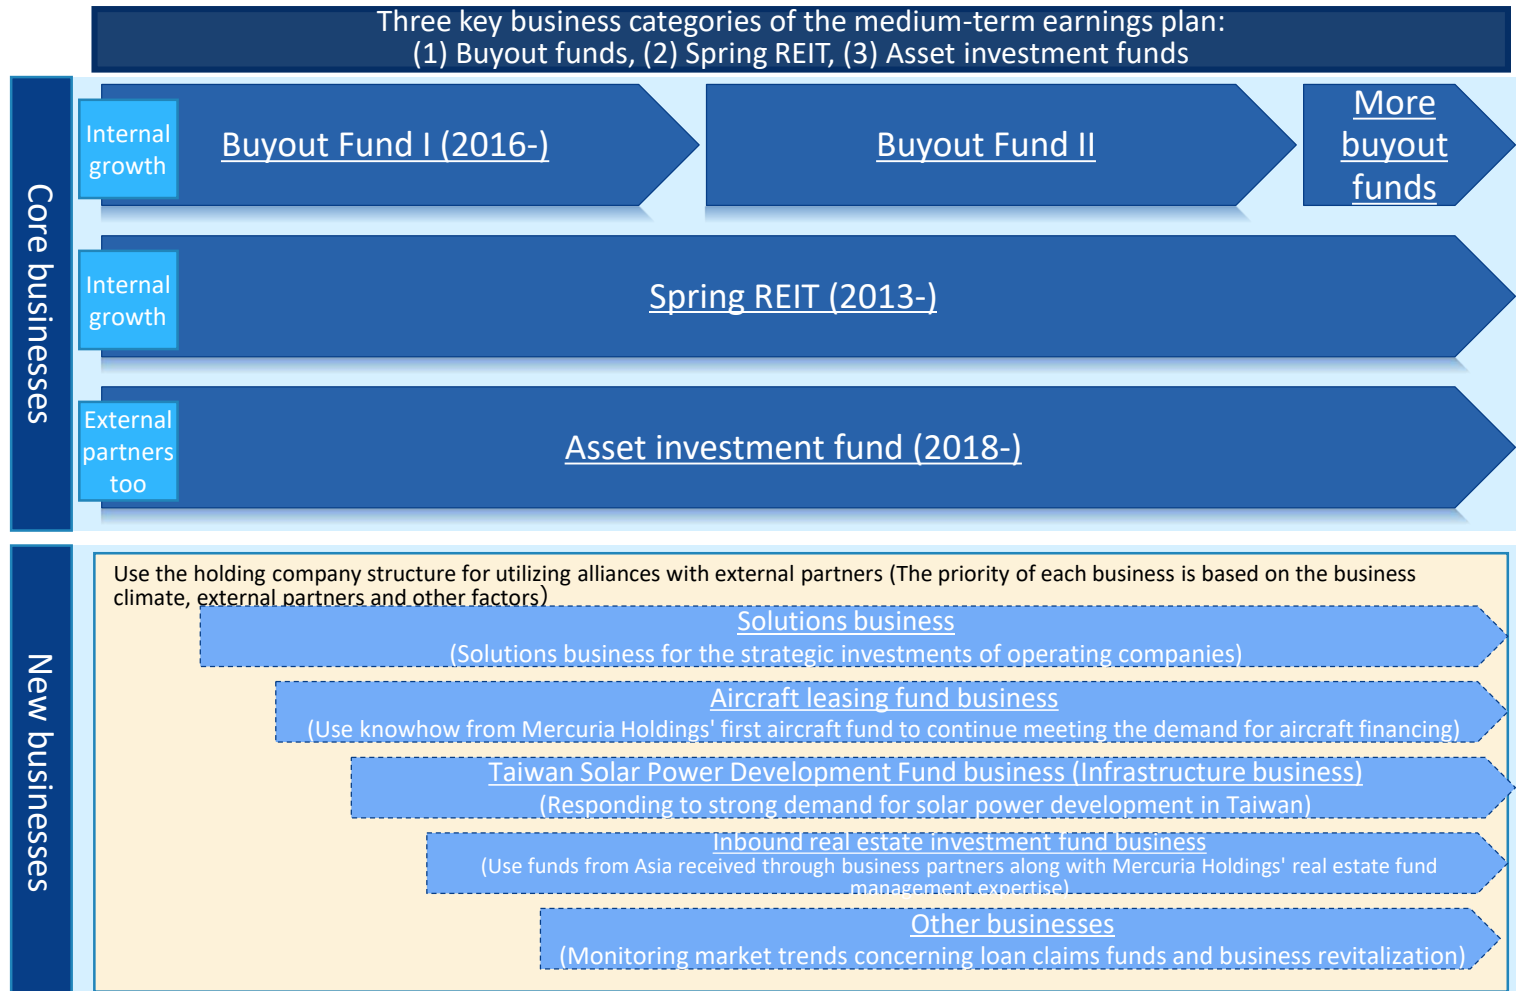 Three key business categories of the medium-term earnings plan:
(1) Buyout funds, (2) Spring REIT, (3) Asset investment funds
Core businesses
Internal
growth
Buyout Fund I (2016-)
Buyout Fund II
More
buyout
funds
Internal
growth
Spring REIT (2013-)
External
partners
too
Asset investment fund (2018-)
New businesses
Use the holding company structure for utilizing alliances with external partners (The priority of each business is based on the business
climate, external partners and other factors)
Solutions business
(Solutions business for the strategic investments of operating companies)
Aircraft leasing fund business
(Use knowhow from Mercuria Holdings' first aircraft fund to continue meeting the demand for aircraft financing)
Taiwan Solar Power Development Fund business (Infrastructure business)
(Responding to strong demand for solar power development in Taiwan)
Inbound real estate investment fund business
(Use funds from Asia received through business partners along with Mercuria Holdings' real estate fund
management expertise)
Other businesses
(Monitoring market trends concerning loan claims funds and business revitalization)